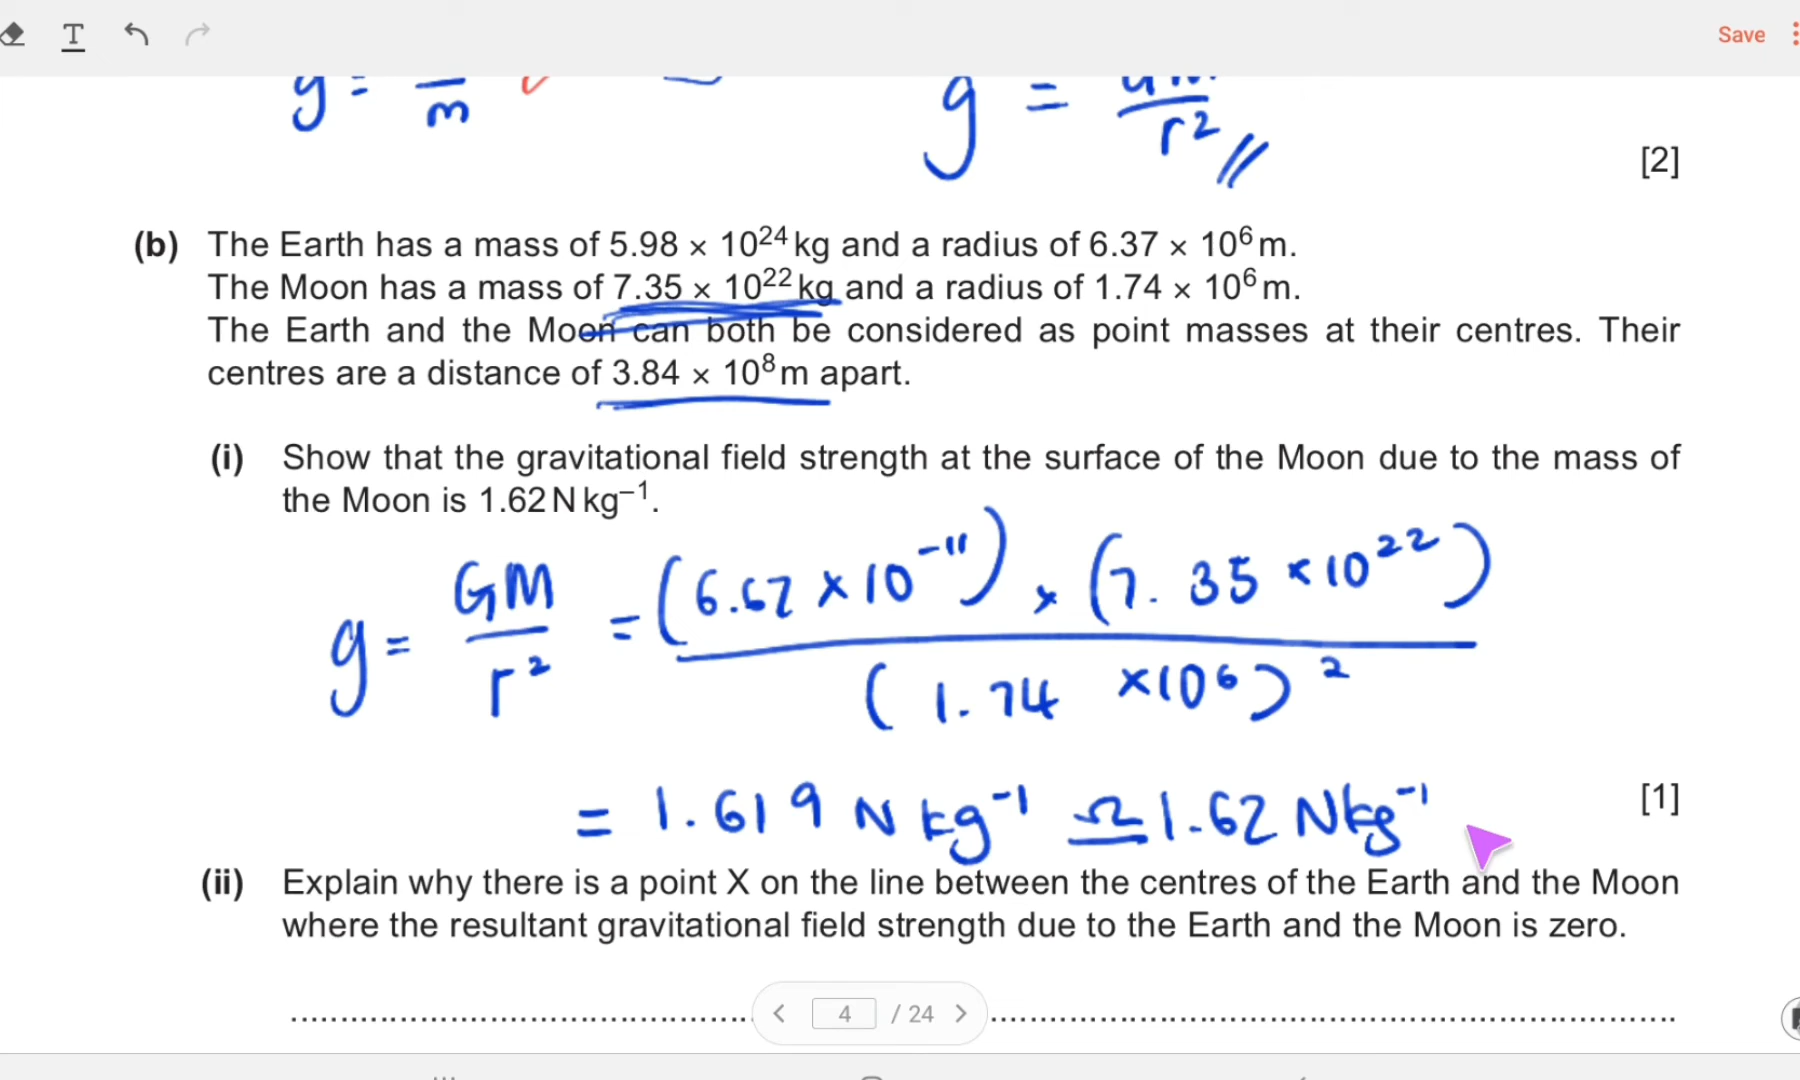 T Save
g = /m g = GM/r² //
[2]
(b) The Earth has a mass of 5.98 × 10²⁴ kg and a radius of 6.37 × 10⁶ m.
The Moon has a mass of 7.35 × 10²² kg and a radius of 1.74 × 10⁶ m.
The Earth and the Moon can both be considered as point masses at their centres. Their
centres are a distance of 3.84 × 10⁸ m apart.
(i) Show that the gravitational field strength at the surface of the Moon due to the mass of
the Moon is 1.62 N kg⁻¹.
g = GM/r² = (6.67 × 10⁻¹¹) × (7.35 × 10²²) / (1.74 × 10⁶)²
= 1.619 N kg⁻¹ ≃ 1.62 N kg⁻¹ [1]
(ii) Explain why there is a point X on the line between the centres of the Earth and the Moon
where the resultant gravitational field strength due to the Earth and the Moon is zero.
< 4 / 24 >